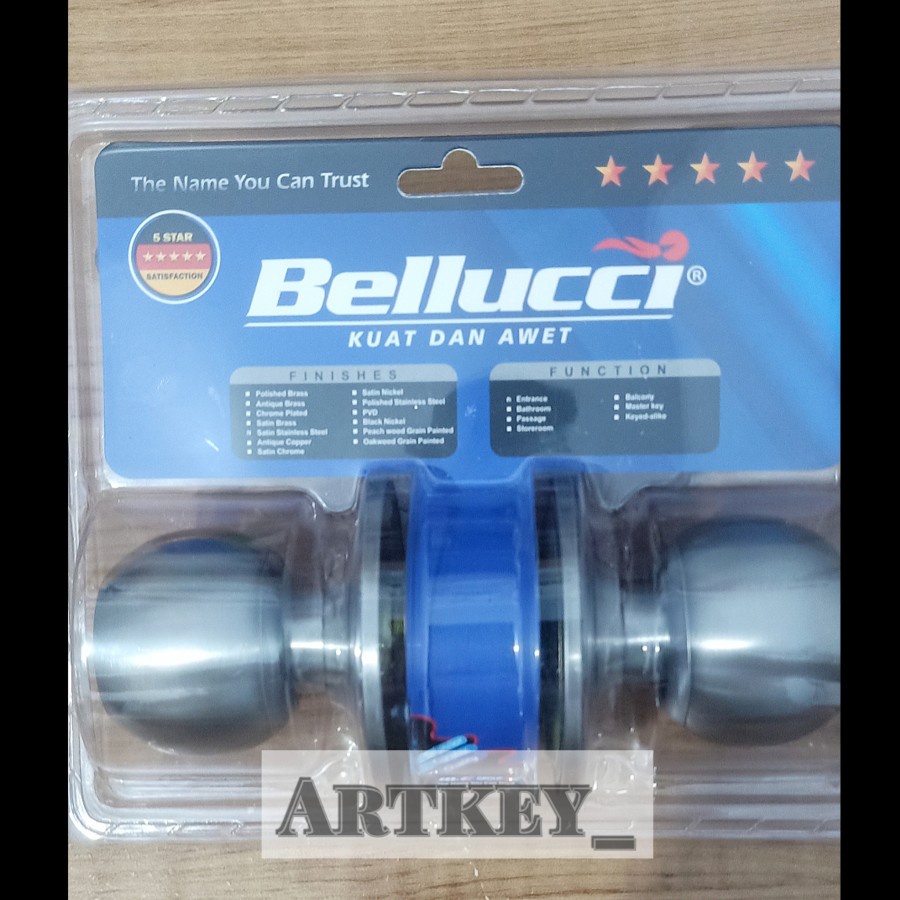 The Name You Can Trust
5 STAR
SATISFACTION
Bellucci®
KUAT DAN AWET
FINISHES
Polished Brass
Antique Brass
Chrome Plated
Satin Brass
Satin Stainless Steel
Antique Copper
Satin Chrome
Satin Nickel
Polished Stainless Steel
PVD
Black Nickel
Peach wood Grain Painted
Oakwood Grain Painted
FUNCTION
Entrance
Bathroom
Passage
Storeroom
Balcony
Master key
Keyed-alike
ARTKEY_